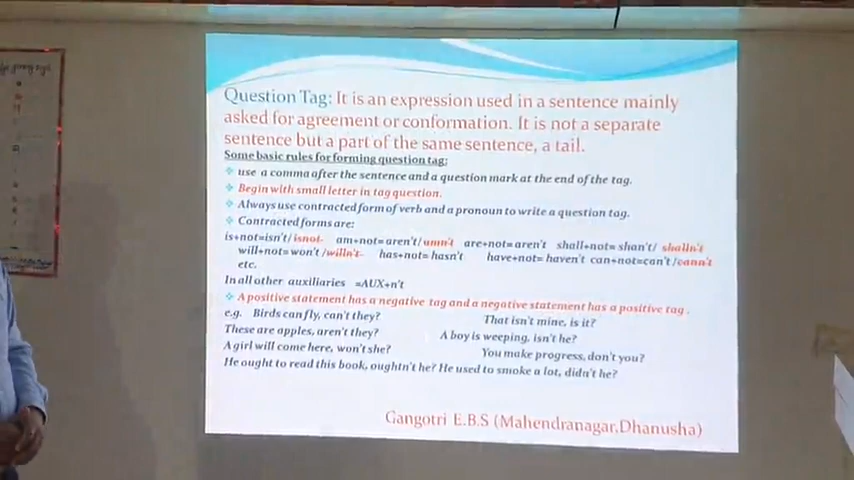 Question Tag: It is an expression used in a sentence mainly
asked for agreement or conformation. It is not a separate
sentence but a part of the same sentence, a tail.
Some basic rules for forming question tag:
❖ use a comma after the sentence and a question mark at the end of the tag.
❖ Begin with small letter in tag question.
❖ Always use contracted form of verb and a pronoun to write a question tag.
❖ Contracted forms are:
is+not=isn't/isnot- am+not= aren't/umn't are+not= aren't shall+not= shan't/ shalln't
will+not= won't /willn't- has+not= hasn't have+not= haven't can+not=can't /cann't
etc.
In all other auxiliaries =AUX+n't
❖ A positive statement has a negative tag and a negative statement has a positive tag .
e.g. Birds can fly, can't they? That isn't mine, is it?
These are apples, aren't they? A boy is weeping, isn't he?
A girl will come here, won't she? You make progress, don't you?
He ought to read this book, oughtn't he? He used to smoke a lot, didn't he?
Gangotri E.B.S (Mahendranagar,Dhanusha)